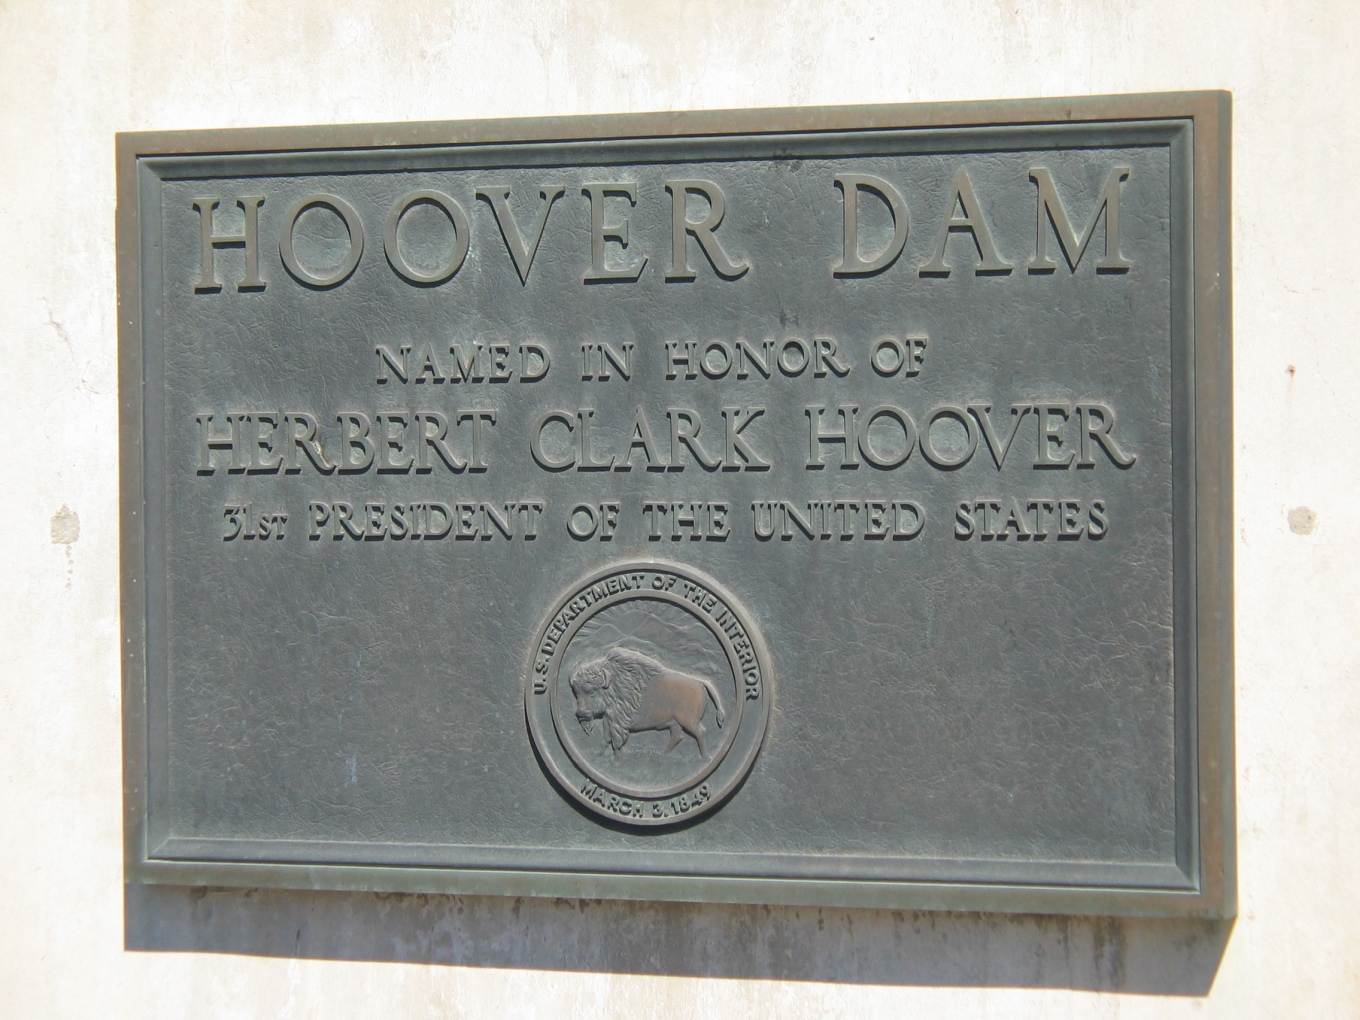 HOOVER DAM
NAMED IN HONOR OF
HERBERT CLARK HOOVER
31ST PRESIDENT OF THE UNITED STATES
U.S. DEPARTMENT OF THE INTERIOR
MARCH 3, 1849